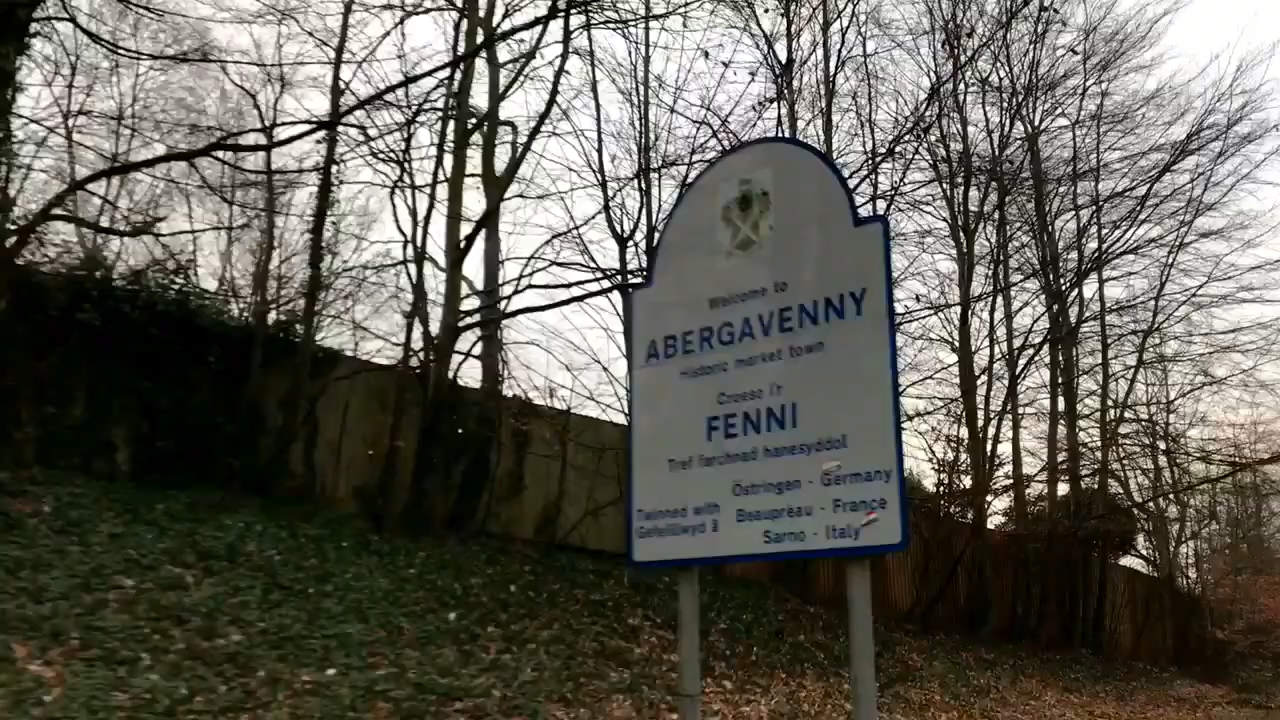 Welcome to
ABERGAVENNY
Historic market town
Croeso i'r
FENNI
Tref farchnad hanesyddol
Twinned with
Gefeilliwyd â
Östringen - Germany
Beaupréau - France
Sarno - Italy